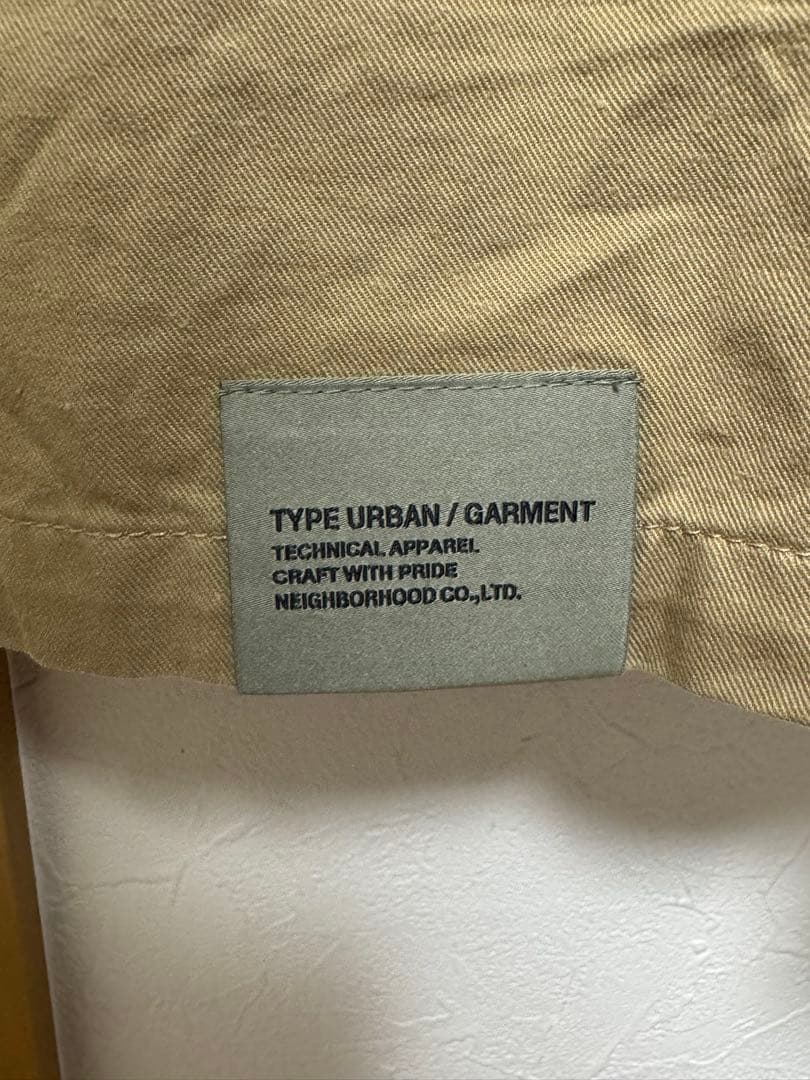 TYPE URBAN / GARMENT
TECHNICAL APPAREL
CRAFT WITH PRIDE
NEIGHBORHOOD CO.,LTD.